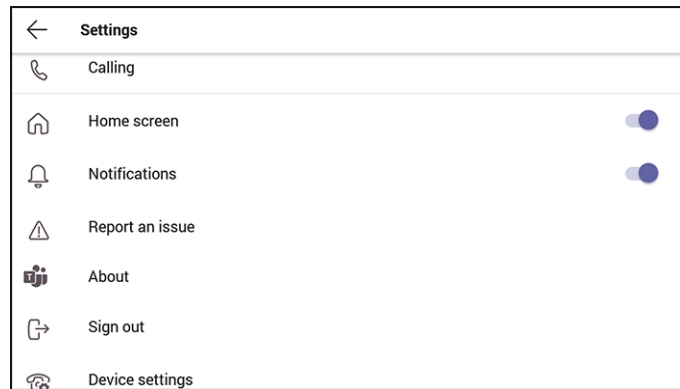 Settings
Calling
Home screen
Notifications
Report an issue
About
Sign out
Device settings